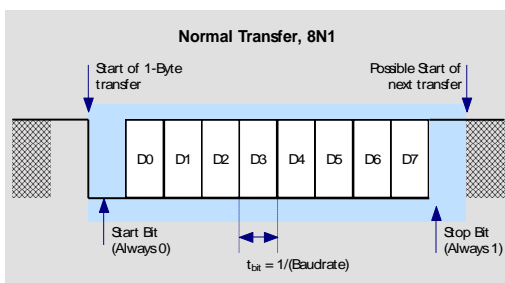 Normal Transfer, 8N1
Start of 1-Byte
transfer
Possible Start of
next transfer
D0 D1 D2 D3 D4 D5 D6 D7
Start Bit
(Always 0)
Stop Bit
(Always 1)
tbit = 1/(Baudrate)